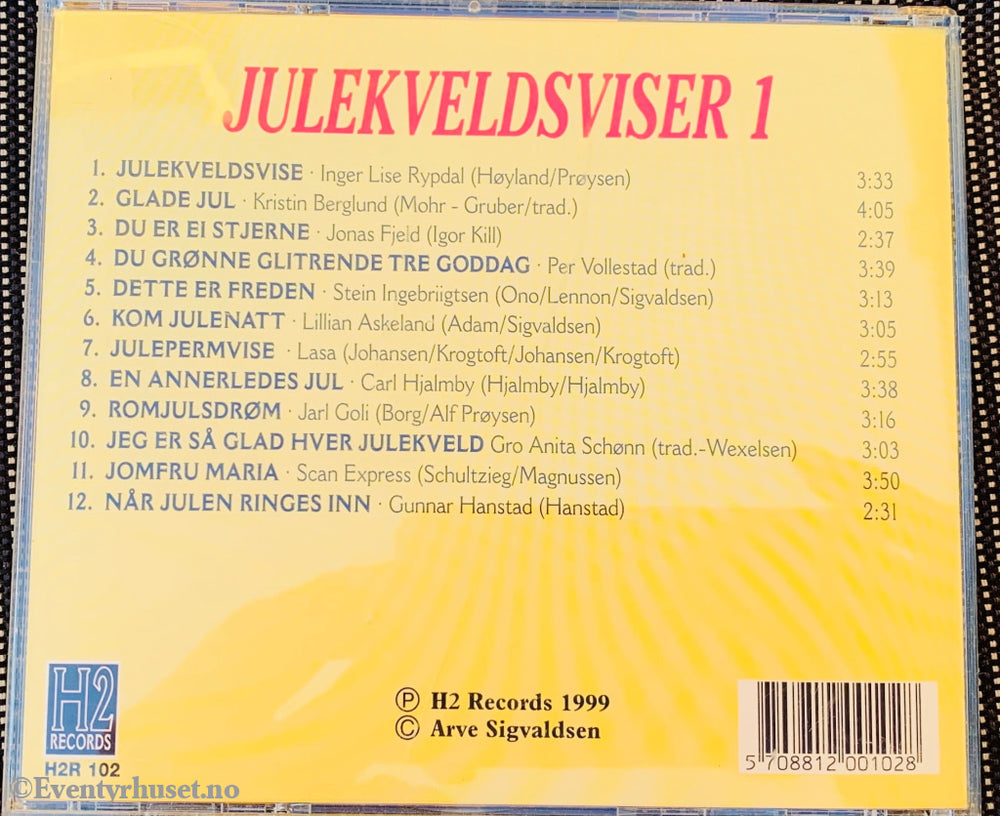 JULEKVELDSVISER 1
1. JULEKVELDSVISE · Inger Lise Rypdal (Høyland/Prøysen) 3:33
2. GLADE JUL · Kristin Berglund (Mohr - Gruber/trad.) 4:05
3. DU ER EI STJERNE · Jonas Fjeld (Igor Kill) 2:37
4. DU GRØNNE GLITRENDE TRE GODDAG · Per Vollestad (trad.) 3:39
5. DETTE ER FREDEN · Stein Ingebriigtsen (Ono/Lennon/Sigvaldsen) 3:13
6. KOM JULENATT · Lillian Askeland (Adam/Sigvaldsen) 3:05
7. JULEPERMVISE · Lasa (Johansen/Krogtoft/Johansen/Krogtoft) 2:55
8. EN ANNERLEDES JUL · Carl Hjalmby (Hjalmby/Hjalmby) 3:38
9. ROMJULSDRØM · Jarl Goli (Borg/Alf Prøysen) 3:16
10. JEG ER SÅ GLAD HVER JULEKVELD Gro Anita Schønn (trad.-Wexelsen) 3:03
11. JOMFRU MARIA · Scan Express (Schultzieg/Magnussen) 3:50
12. NÅR JULEN RINGES INN · Gunnar Hanstad (Hanstad) 2:31
H2
RECORDS
H2R 102
℗ H2 Records 1999
© Arve Sigvaldsen
5 708812 001028
©Eventyrhuset.no